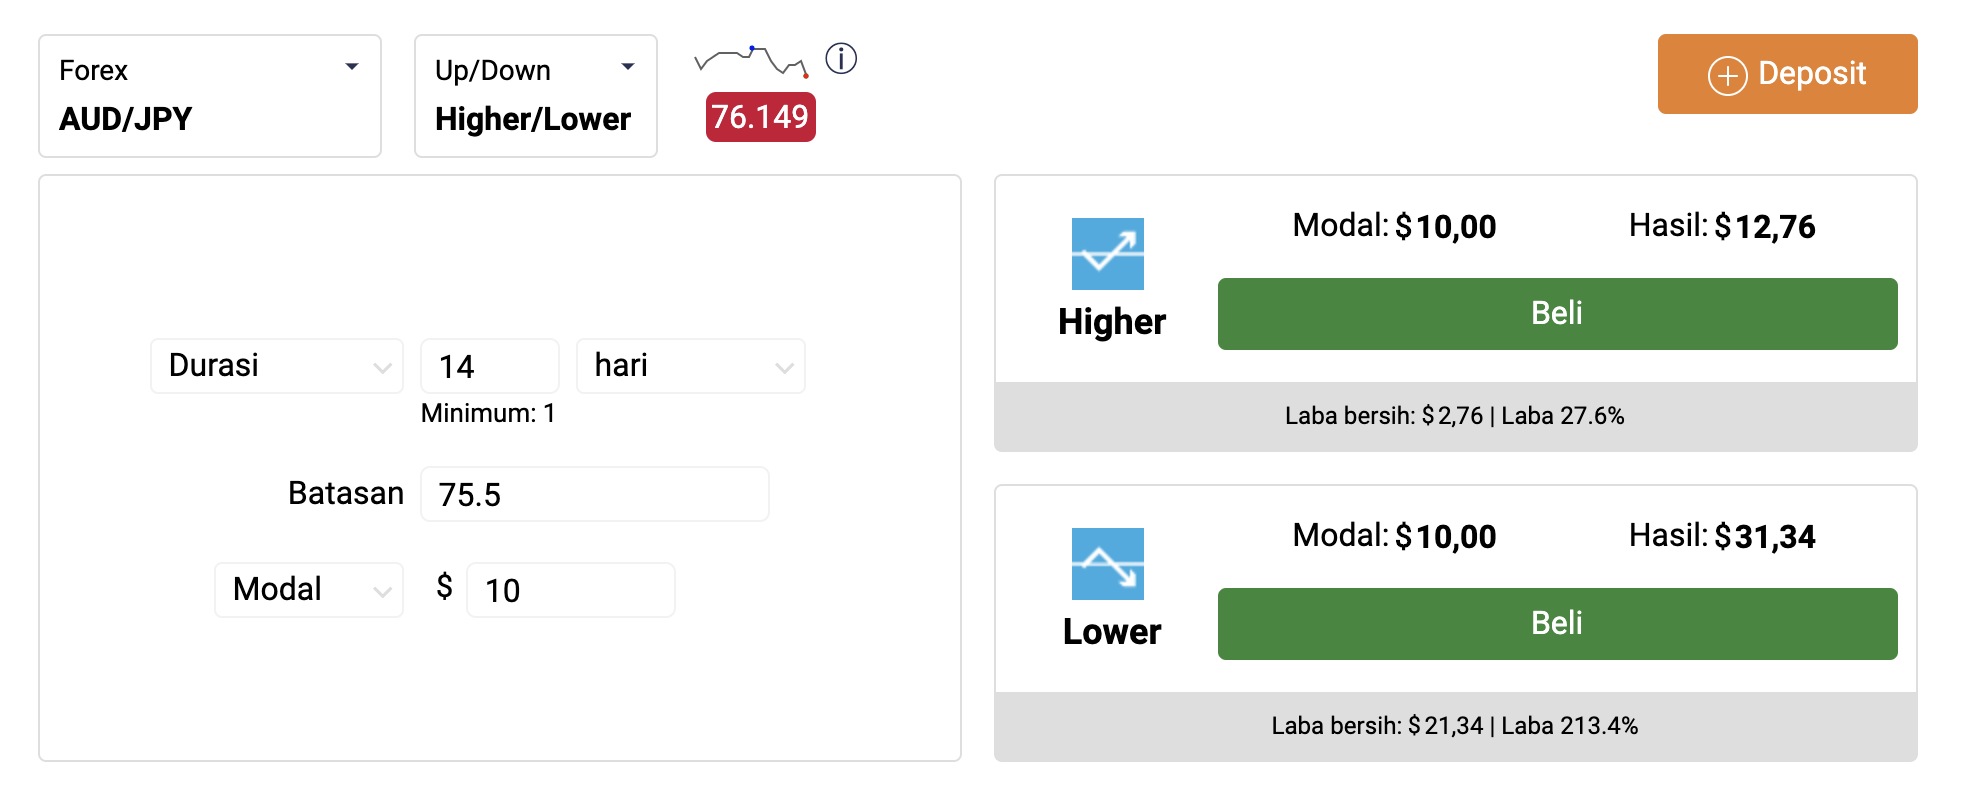 Forex
AUD/JPY
Up/Down
Higher/Lower
76.149
Deposit
Durasi
14
hari
Minimum: 1
Batasan
75.5
Modal
$
10
Modal: $10,00
Hasil: $12,76
Higher
Beli
Laba bersih: $2,76 | Laba 27.6%
Modal: $10,00
Hasil: $31,34
Lower
Beli
Laba bersih: $21,34 | Laba 213.4%